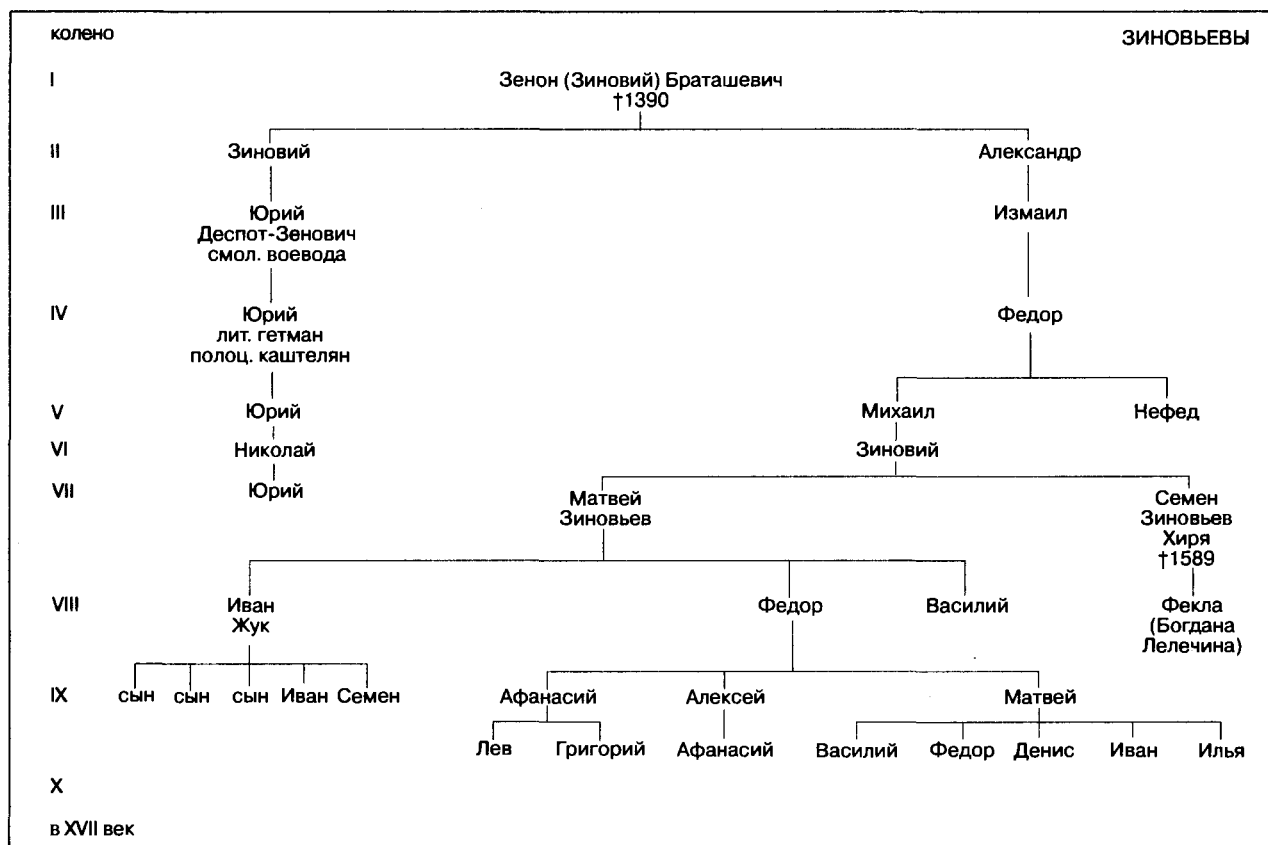 колено
ЗИНОВЬЕВЫ
I
Зенон (Зиновий) Браташевич
†1390
II
Зиновий
Александр
III
Юрий
Деспот-Зенович
смол. воевода
Измаил
IV
Юрий
лит. гетман
полоц. каштелян
Федор
V
Юрий
Михаил
Нефед
VI
Николай
Зиновий
VII
Юрий
Матвей
Зиновьев
Семен
Зиновьев
Хиря
†1589
VIII
Иван
Жук
Федор
Василий
Фекла
(Богдана
Лелечина)
IX
сын
сын
сын
Иван
Семен
Афанасий
Алексей
Матвей
Лев
Григорий
Афанасий
Василий
Федор
Денис
Иван
Илья
X
в XVII век